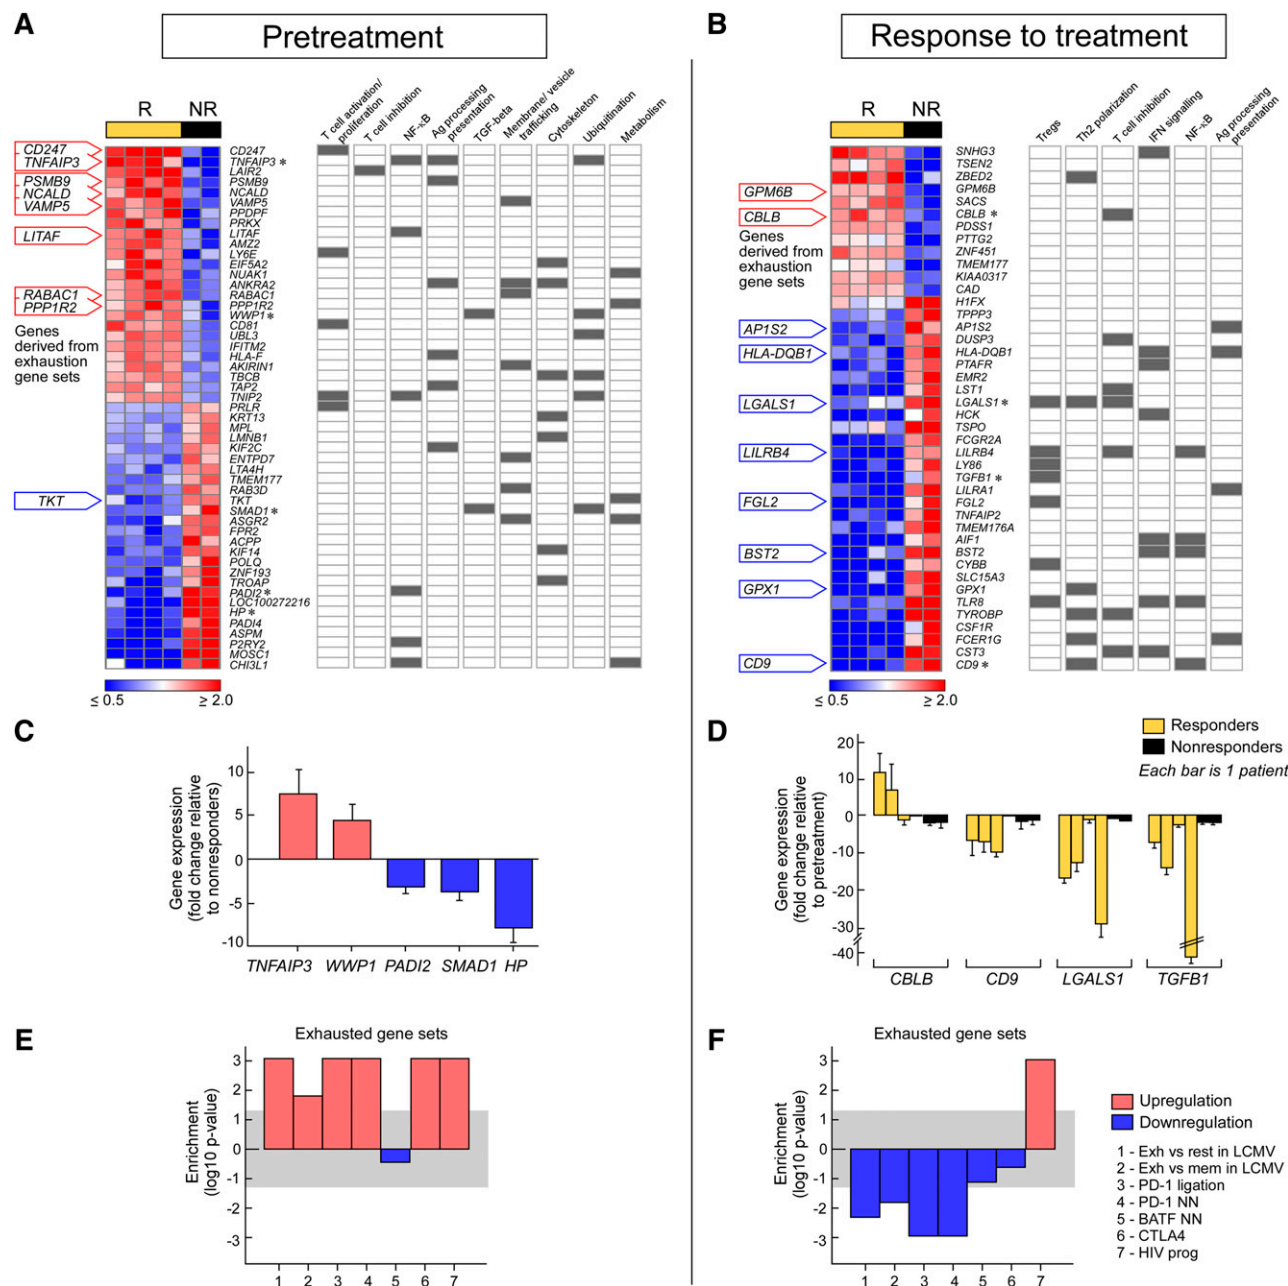 A
Pretreatment
R
NR
T cell activation/
proliferation
T cell inhibition
NF-κB
Ag processing
presentation
TGF-beta
Membrane/ vesicle
trafficking
Cytoskeleton
Ubiquitination
Metabolism
CD247
TNFAIP3
PSMB9
NCALD
VAMP5
LITAF
RABAC1
PPP1R2
Genes
derived from
exhaustion
gene sets
TKT
CD247
TNFAIP3 *
LAIR2
PSMB9
NCALD
VAMP5
PPDPF
PRKX
LITAF
AMZ2
LY6E
EIF5A2
NUAK1
ANKRA2
RABAC1
PPP1R2
WWP1 *
CD81
UBL3
IFITM2
HLA-F
AKIRIN1
TBCB
TAP2
TNIP2
PRLR
KRT13
MPL
LMNB1
KIF2C
ENTPD7
LTA4H
TMEM177
RAB3D
TKT
SMAD1 *
ASGR2
FPR2
ACPP
KIF14
POLQ
ZNF193
TROAP
PADI2 *
LOC100272216
HP *
PADI4
ASPM
P2RY2
MOSC1
CHI3L1
≤ 0.5
≥ 2.0
B
Response to treatment
R
NR
Tregs
Th2 polarization
T cell inhibition
IFN signalling
NF-κB
Ag processing
presentation
GPM6B
CBLB
Genes
derived from
exhaustion
gene sets
AP1S2
HLA-DQB1
LGALS1
LILRB4
FGL2
BST2
GPX1
CD9
SNHG3
TSEN2
ZBED2
GPM6B
SACS
CBLB *
PDSS1
PTTG2
ZNF451
TMEM177
KIAA0317
CAD
H1FX
TPPP3
AP1S2
DUSP3
HLA-DQB1
PTAFR
EMR2
LST1
LGALS1 *
HCK
TSPO
FCGR2A
LILRB4
LY86
TGFB1 *
LILRA1
FGL2
TNFAIP2
TMEM176A
AIF1
BST2
CYBB
SLC15A3
GPX1
TLR8
TYROBP
CSF1R
FCER1G
CST3
CD9 *
≤ 0.5
≥ 2.0
C
Gene expression
(fold change relative
to nonresponders)
10
5
0
-5
-10
TNFAIP3
WWP1
PADI2
SMAD1
HP
D
Responders
Nonresponders
Each bar is 1 patient
Gene expression
(fold change relative
to pretreatment)
20
10
0
-10
-20
-30
-40
CBLB
CD9
LGALS1
TGFB1
E
Exhausted gene sets
Enrichment
(log10 p-value)
3
2
1
0
-1
-2
-3
1 2 3 4 5 6 7
F
Exhausted gene sets
Enrichment
(log10 p-value)
3
2
1
0
-1
-2
-3
1 2 3 4 5 6 7
Upregulation
Downregulation
1 - Exh vs rest in LCMV
2 - Exh vs mem in LCMV
3 - PD-1 ligation
4 - PD-1 NN
5 - BATF NN
6 - CTLA4
7 - HIV prog